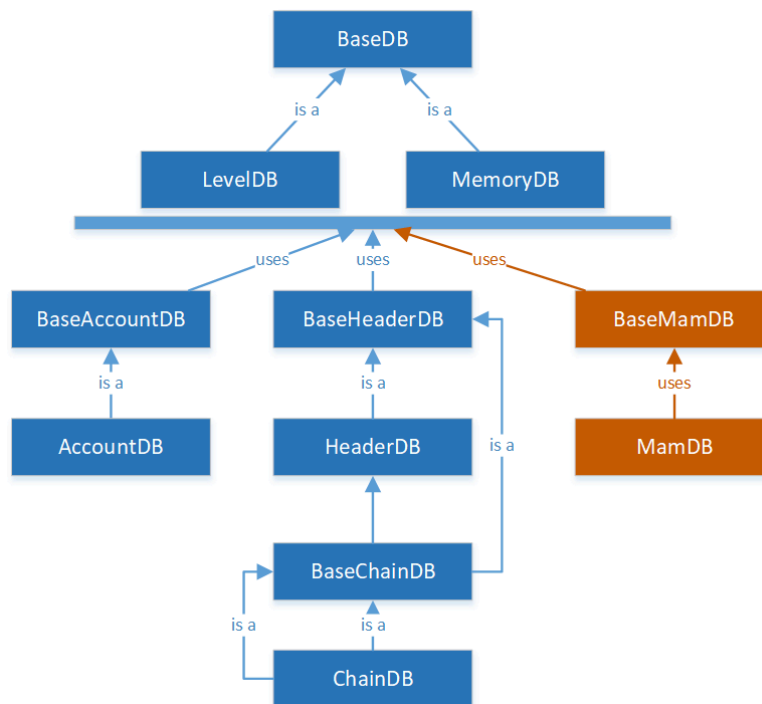 BaseDB
is a
is a
LevelDB
MemoryDB
uses
uses
uses
BaseAccountDB
BaseHeaderDB
BaseMamDB
is a
is a
uses
AccountDB
HeaderDB
is a
MamDB
BaseChainDB
is a
is a
ChainDB